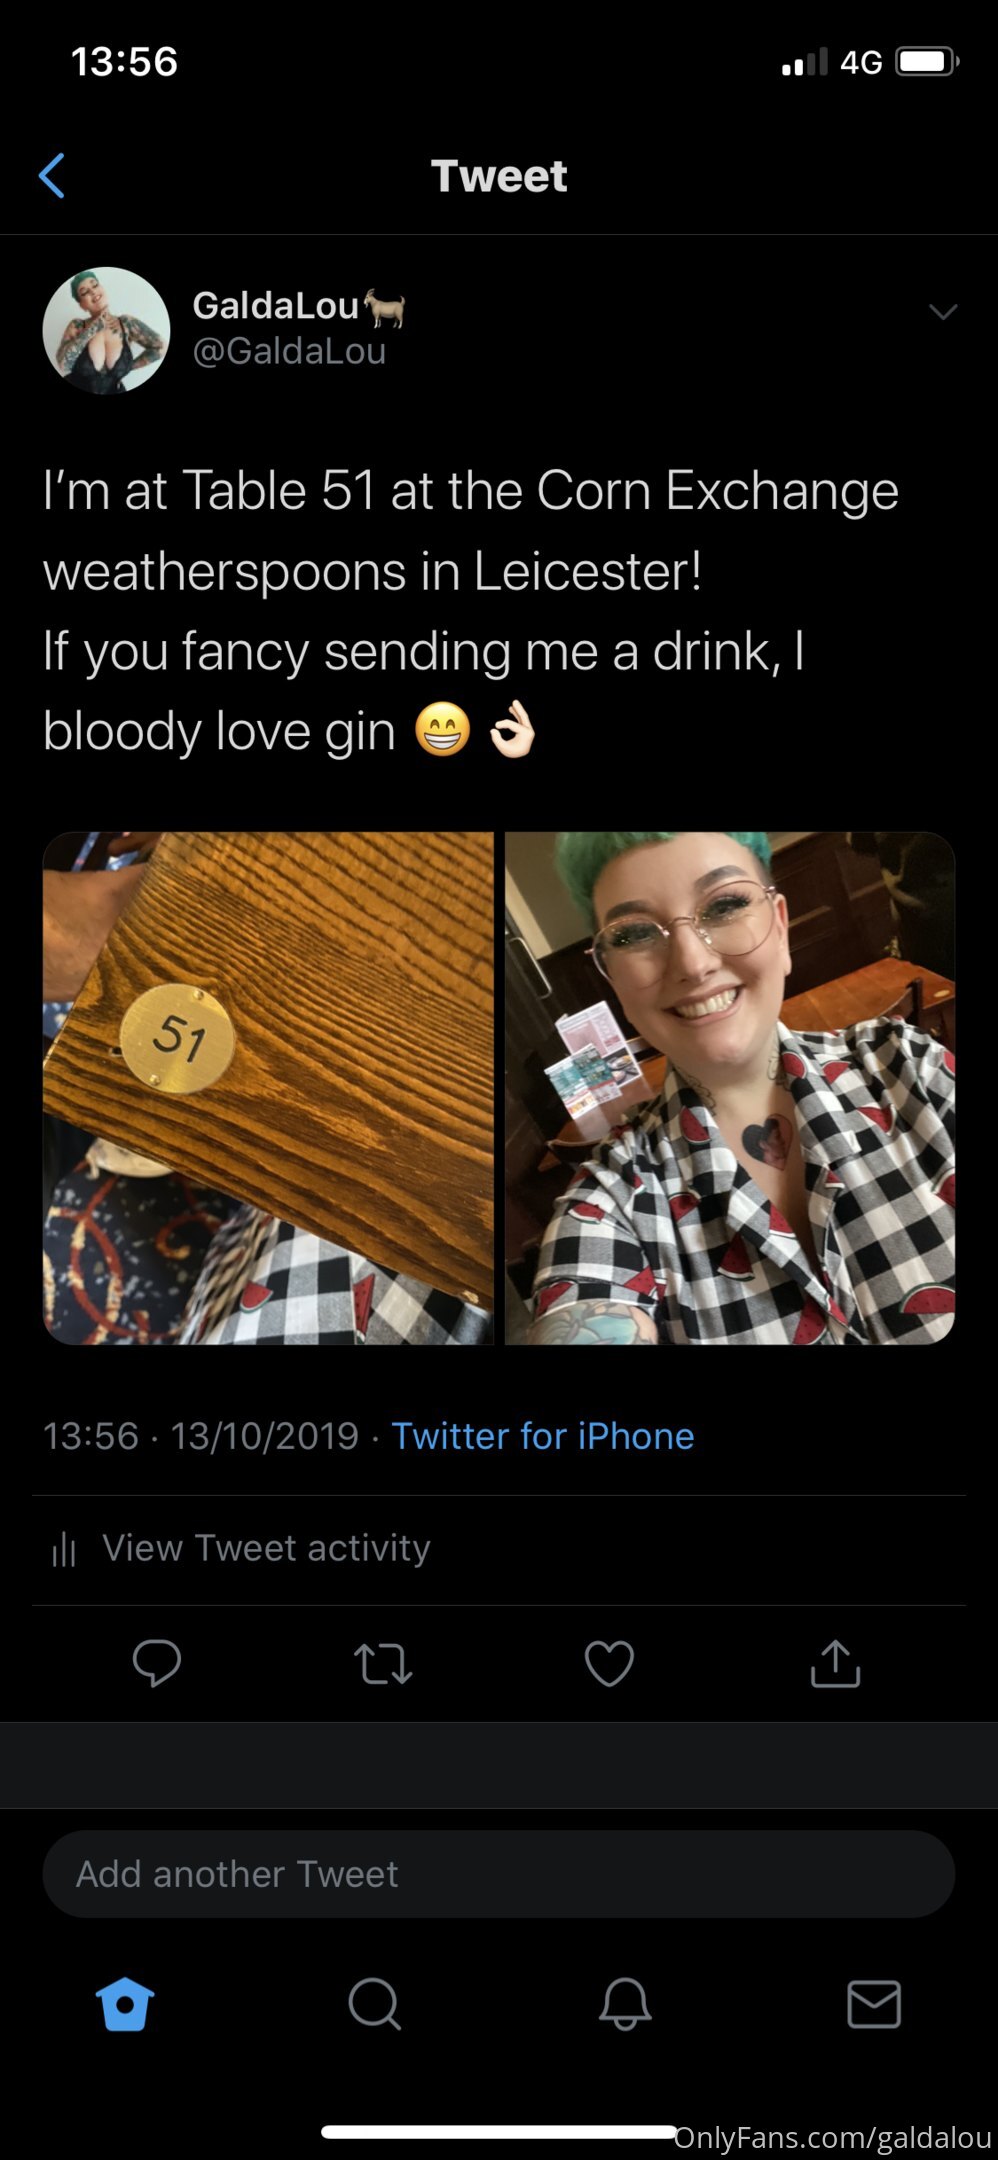 13:56
4G
Tweet
GaldaLou🐐
@GaldaLou
I’m at Table 51 at the Corn Exchange
weatherspoons in Leicester!
If you fancy sending me a drink, I
bloody love gin 😁👌🏻
51
13:56 · 13/10/2019 · Twitter for iPhone
View Tweet activity
Add another Tweet
OnlyFans.com/galdalou